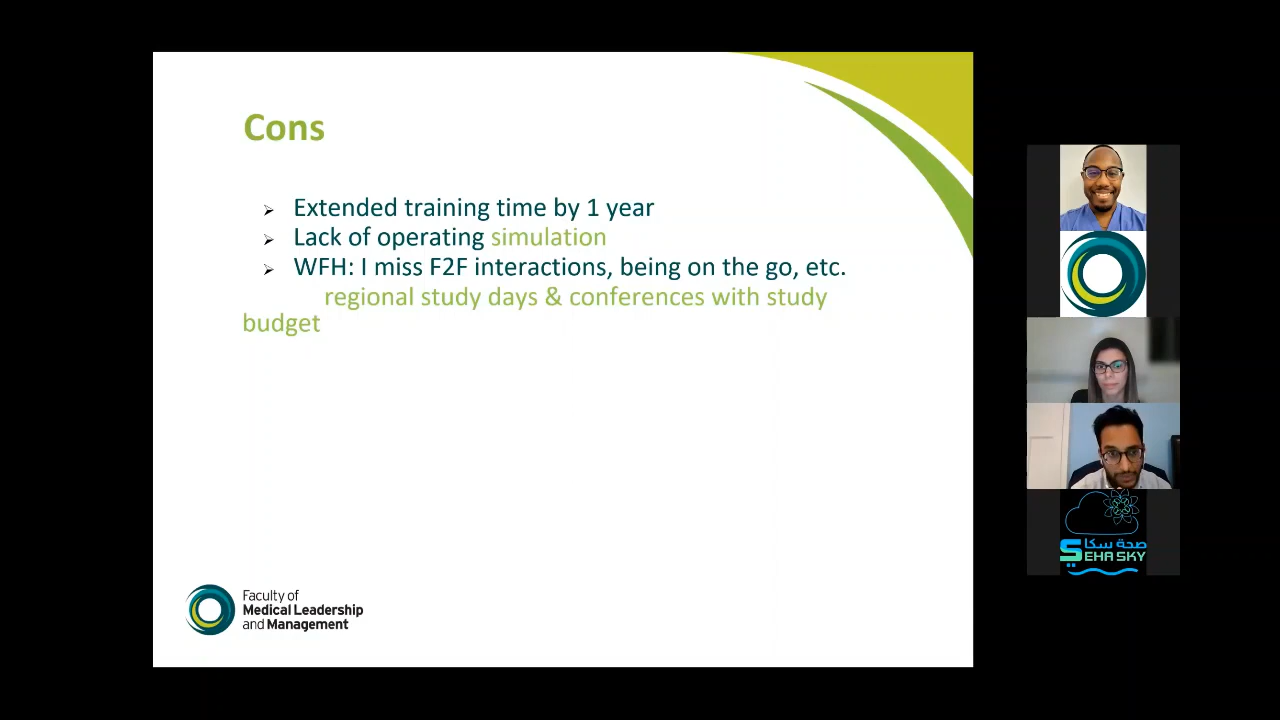 Cons
Extended training time by 1 year
Lack of operating simulation
WFH: I miss F2F interactions, being on the go, etc.
regional study days & conferences with study
budget
Faculty of
Medical Leadership
and Management
صحة سكاي
SEHA SKY